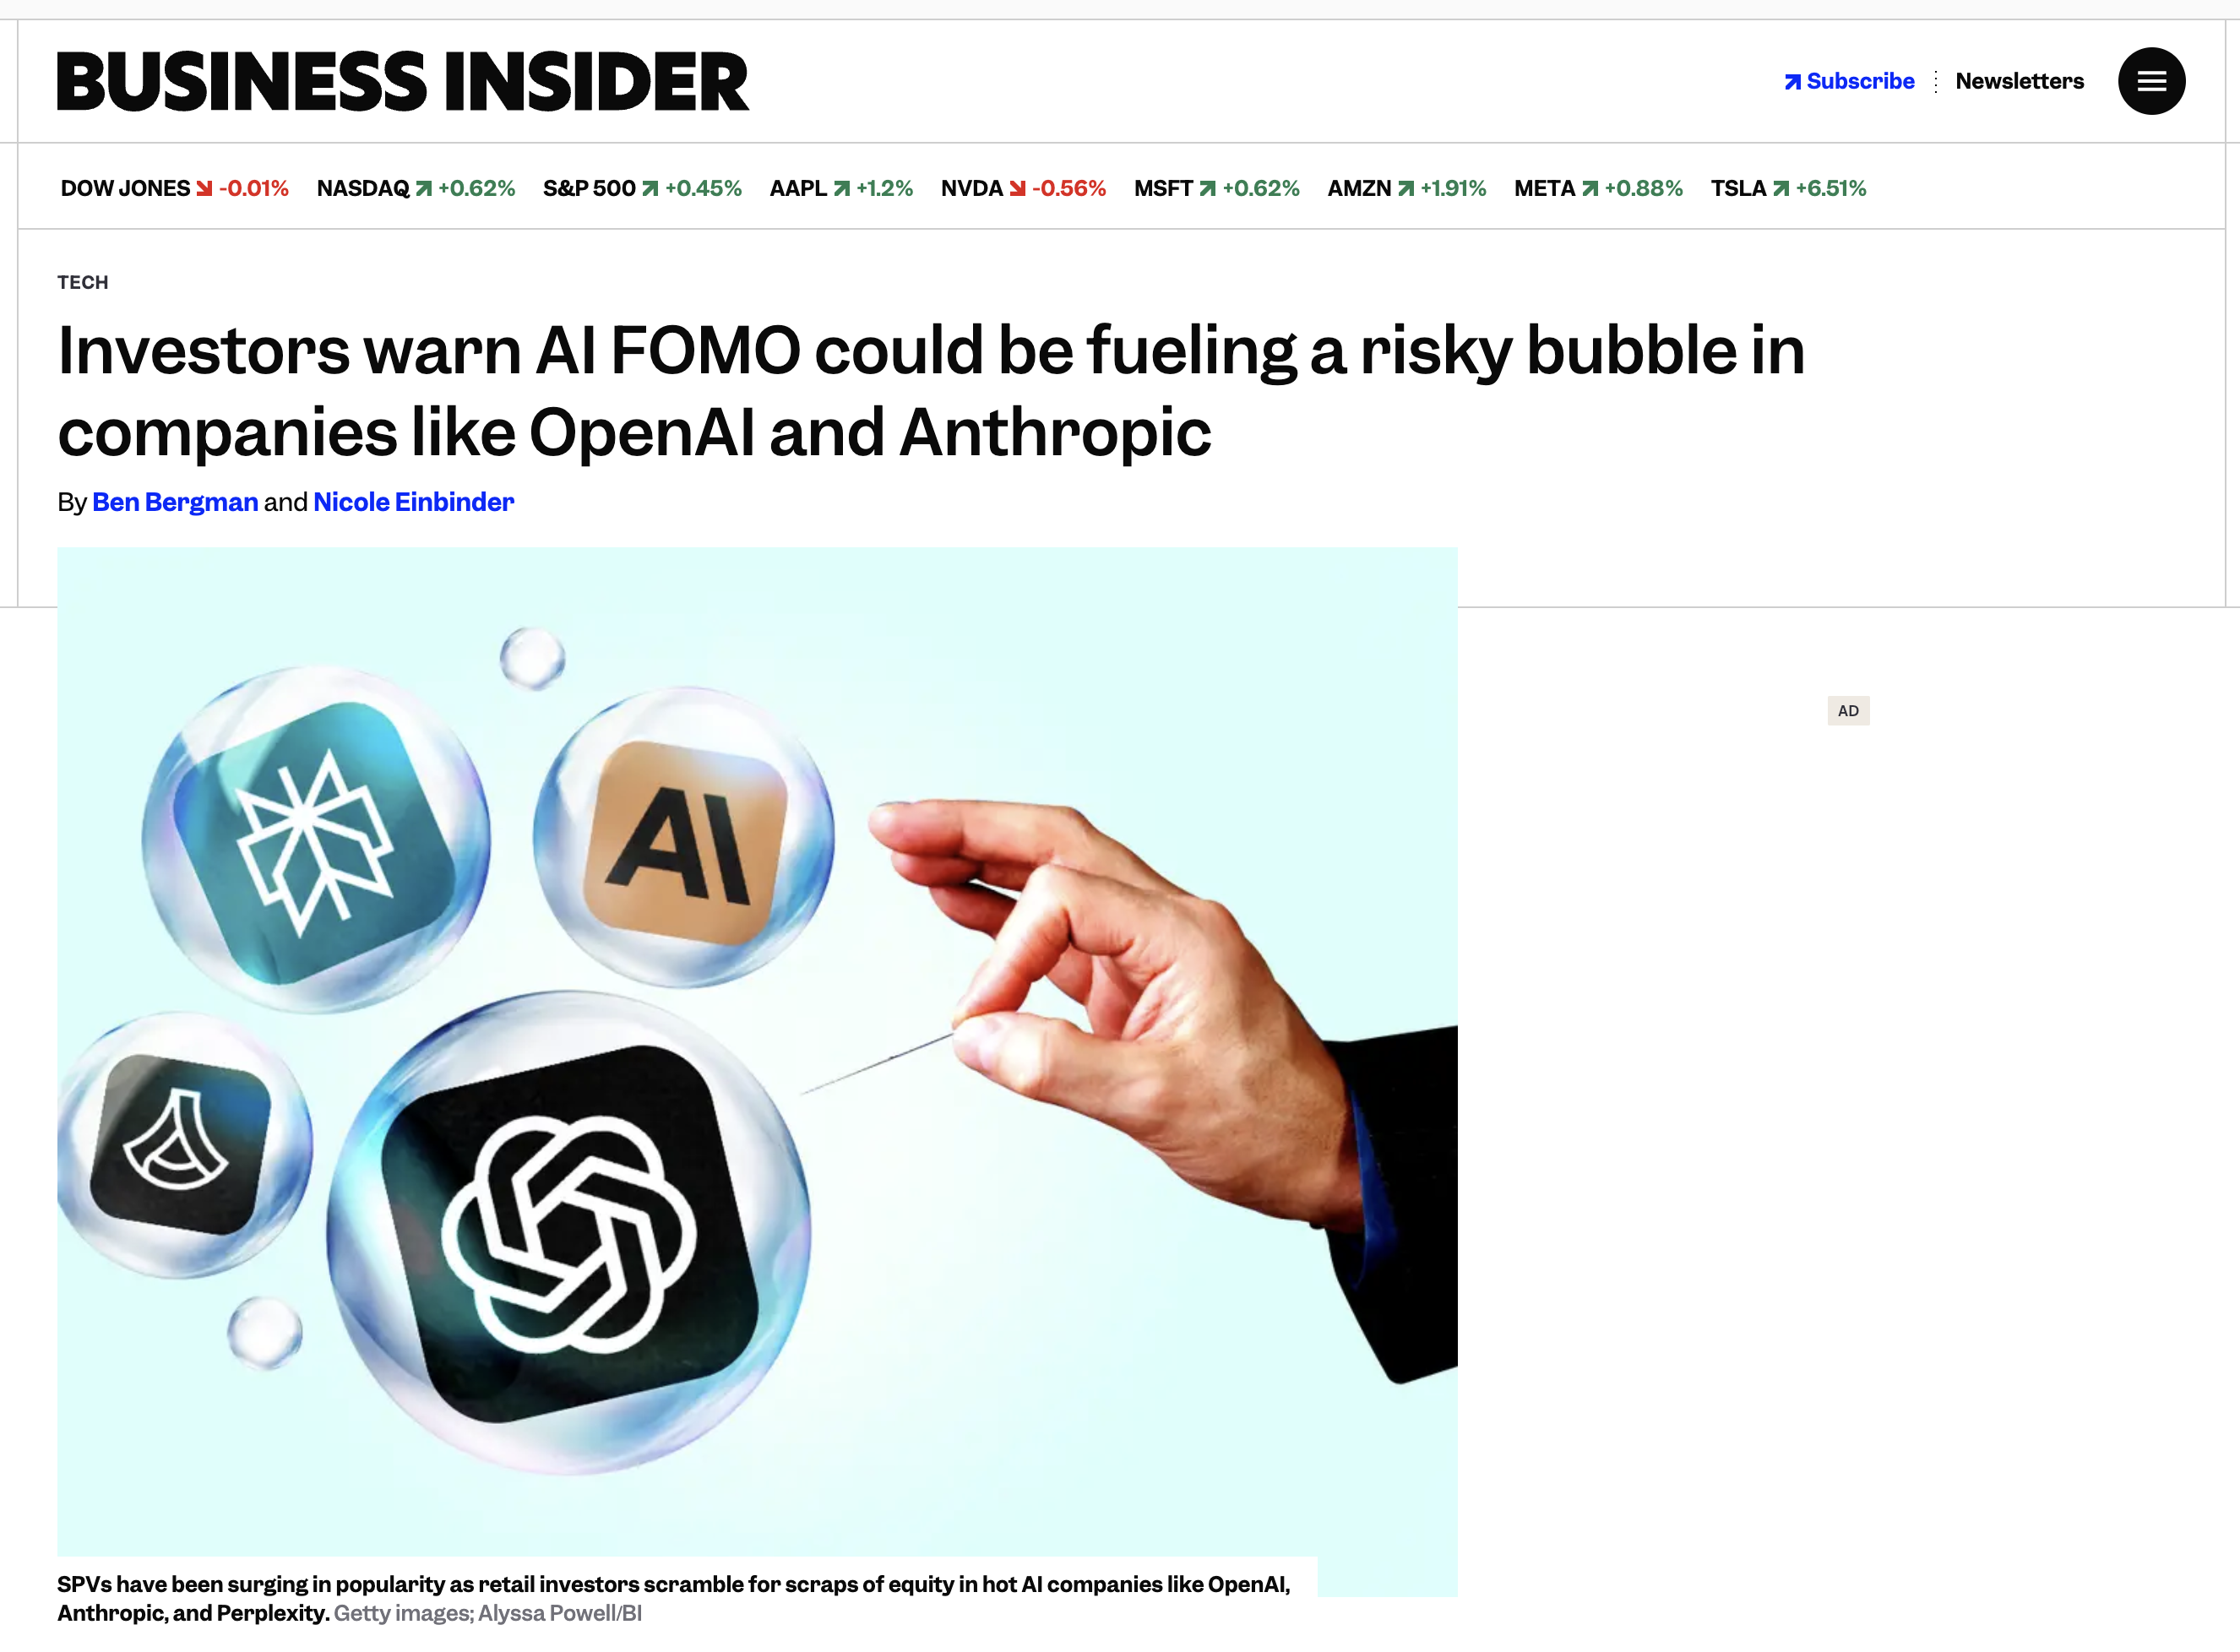 BUSINESS INSIDER
Subscribe
Newsletters
DOW JONES -0.01% NASDAQ +0.62% S&P 500 +0.45% AAPL +1.2% NVDA -0.56% MSFT +0.62% AMZN +1.91% META +0.88% TSLA +6.51%
TECH
Investors warn AI FOMO could be fueling a risky bubble in
companies like OpenAI and Anthropic
By Ben Bergman and Nicole Einbinder
AD
AI
SPVs have been surging in popularity as retail investors scramble for scraps of equity in hot AI companies like OpenAI,
Anthropic, and Perplexity. Getty images; Alyssa Powell/BI